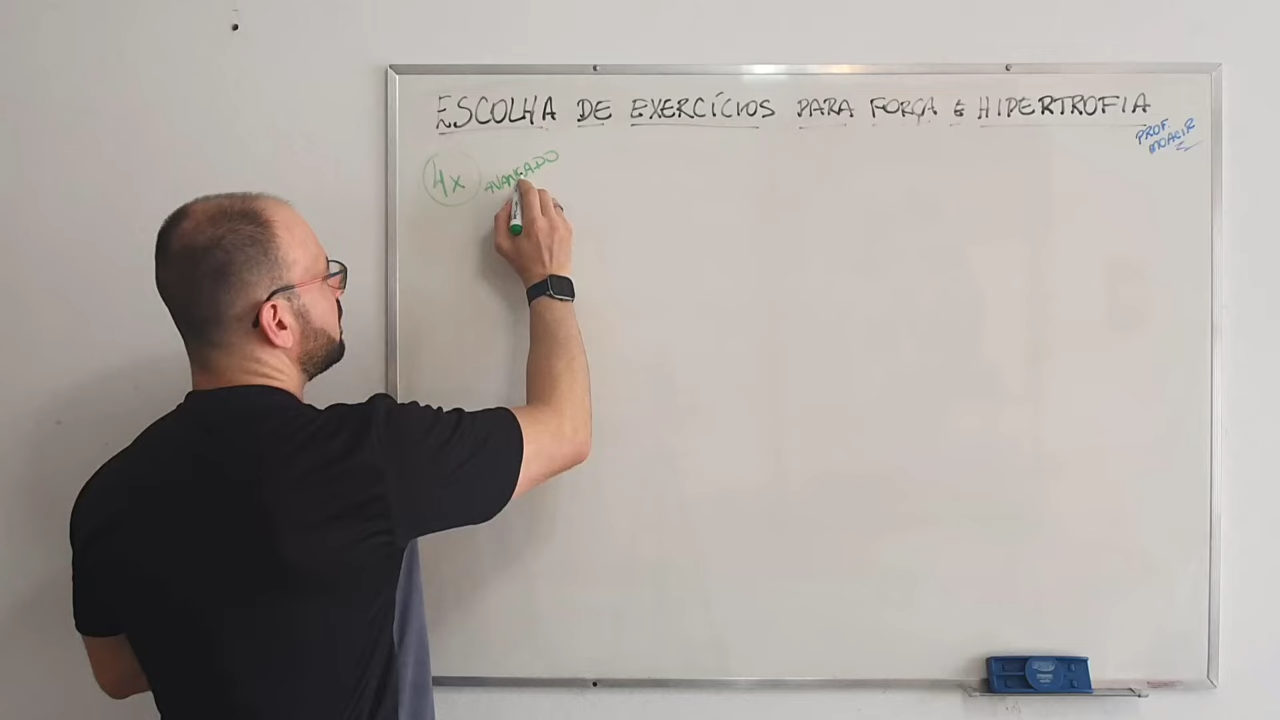 ESCOLHA DE EXERCÍCIOS PARA FORÇA E HIPERTROFIA
PROF.
MOACIR
4x AVANÇADO